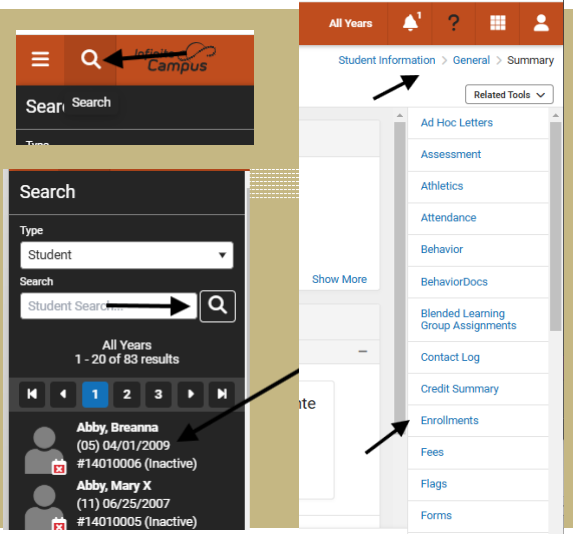 Infinite
Campus
Sear
Search
Type
Search
Type
Student
Search
Student Search...
All Years
1 - 20 of 83 results
1
2
3
Abby, Breanna
(05) 04/01/2009
#14010006 (Inactive)
Abby, Mary X
(11) 06/25/2007
#14010005 (Inactive)
All Years
1
?
Student Information > General > Summary
Related Tools
Show More
nte
Ad Hoc Letters
Assessment
Athletics
Attendance
Behavior
BehaviorDocs
Blended Learning
Group Assignments
Contact Log
Credit Summary
Enrollments
Fees
Flags
Forms